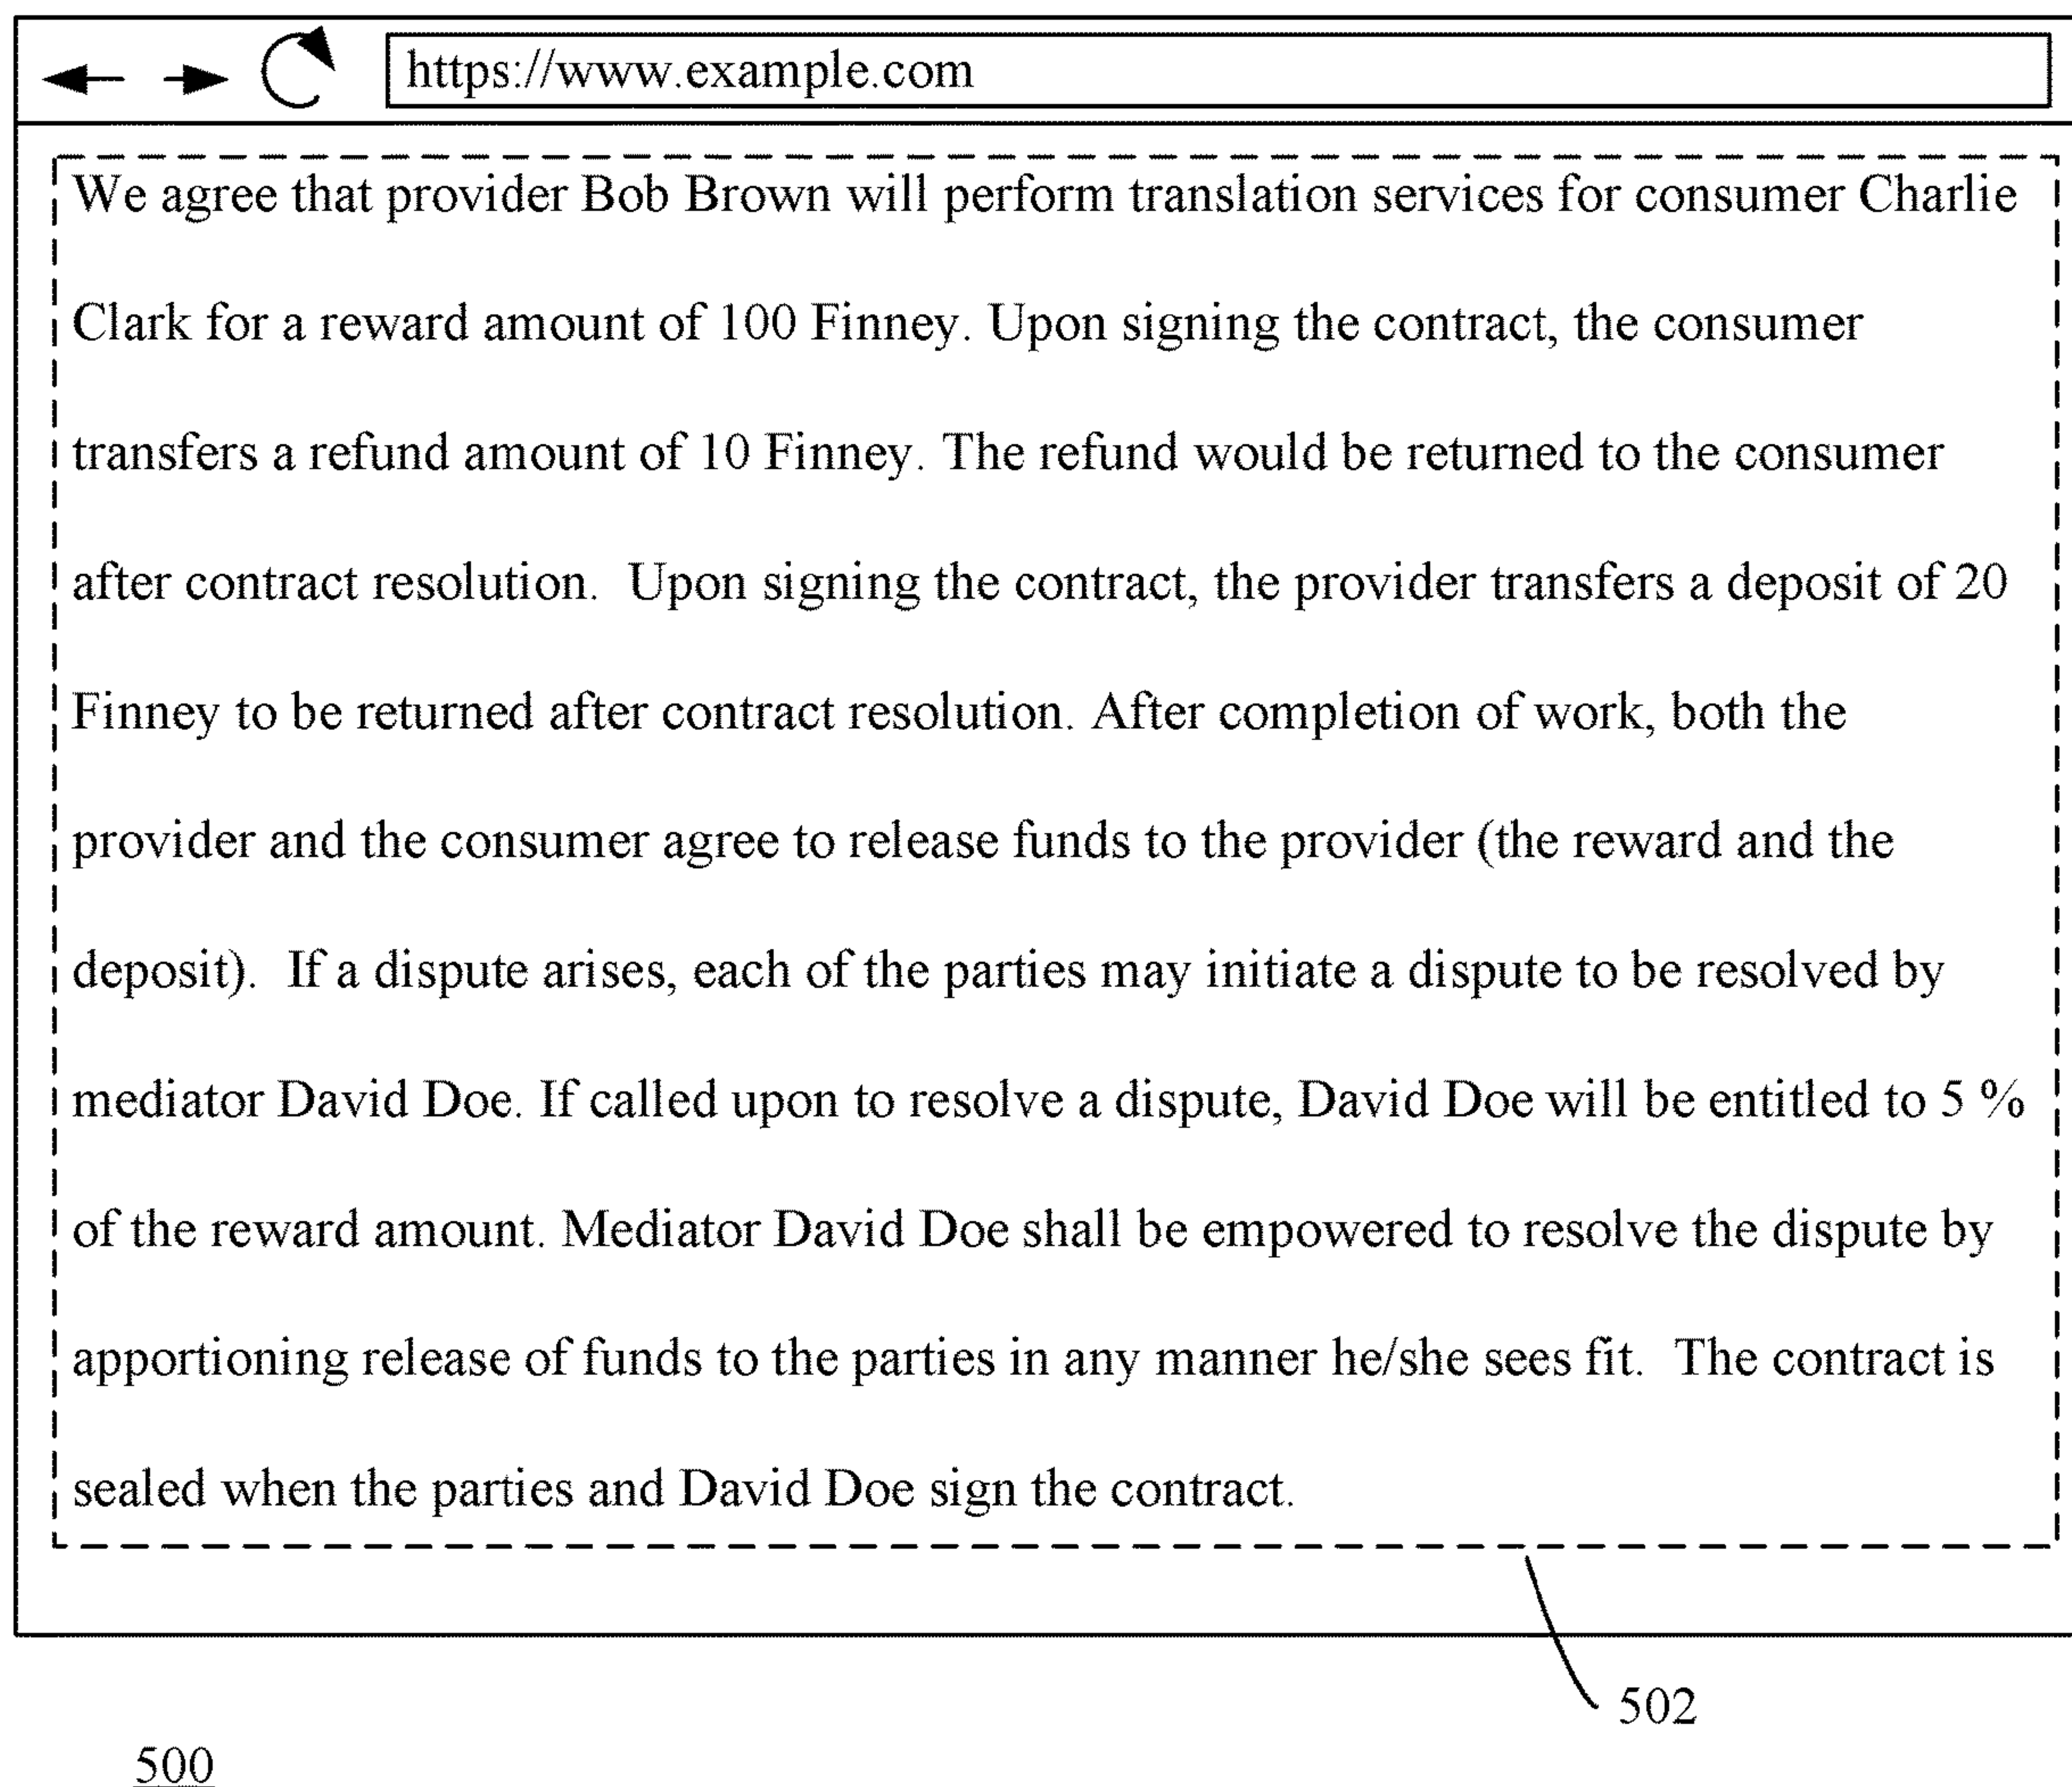 https://www.example.com
We agree that provider Bob Brown will perform translation services for consumer Charlie
Clark for a reward amount of 100 Finney. Upon signing the contract, the consumer
transfers a refund amount of 10 Finney. The refund would be returned to the consumer
after contract resolution.  Upon signing the contract, the provider transfers a deposit of 20
Finney to be returned after contract resolution. After completion of work, both the
provider and the consumer agree to release funds to the provider (the reward and the
deposit).  If a dispute arises, each of the parties may initiate a dispute to be resolved by
mediator David Doe. If called upon to resolve a dispute, David Doe will be entitled to 5 %
of the reward amount. Mediator David Doe shall be empowered to resolve the dispute by
apportioning release of funds to the parties in any manner he/she sees fit.  The contract is
sealed when the parties and David Doe sign the contract.
502
500